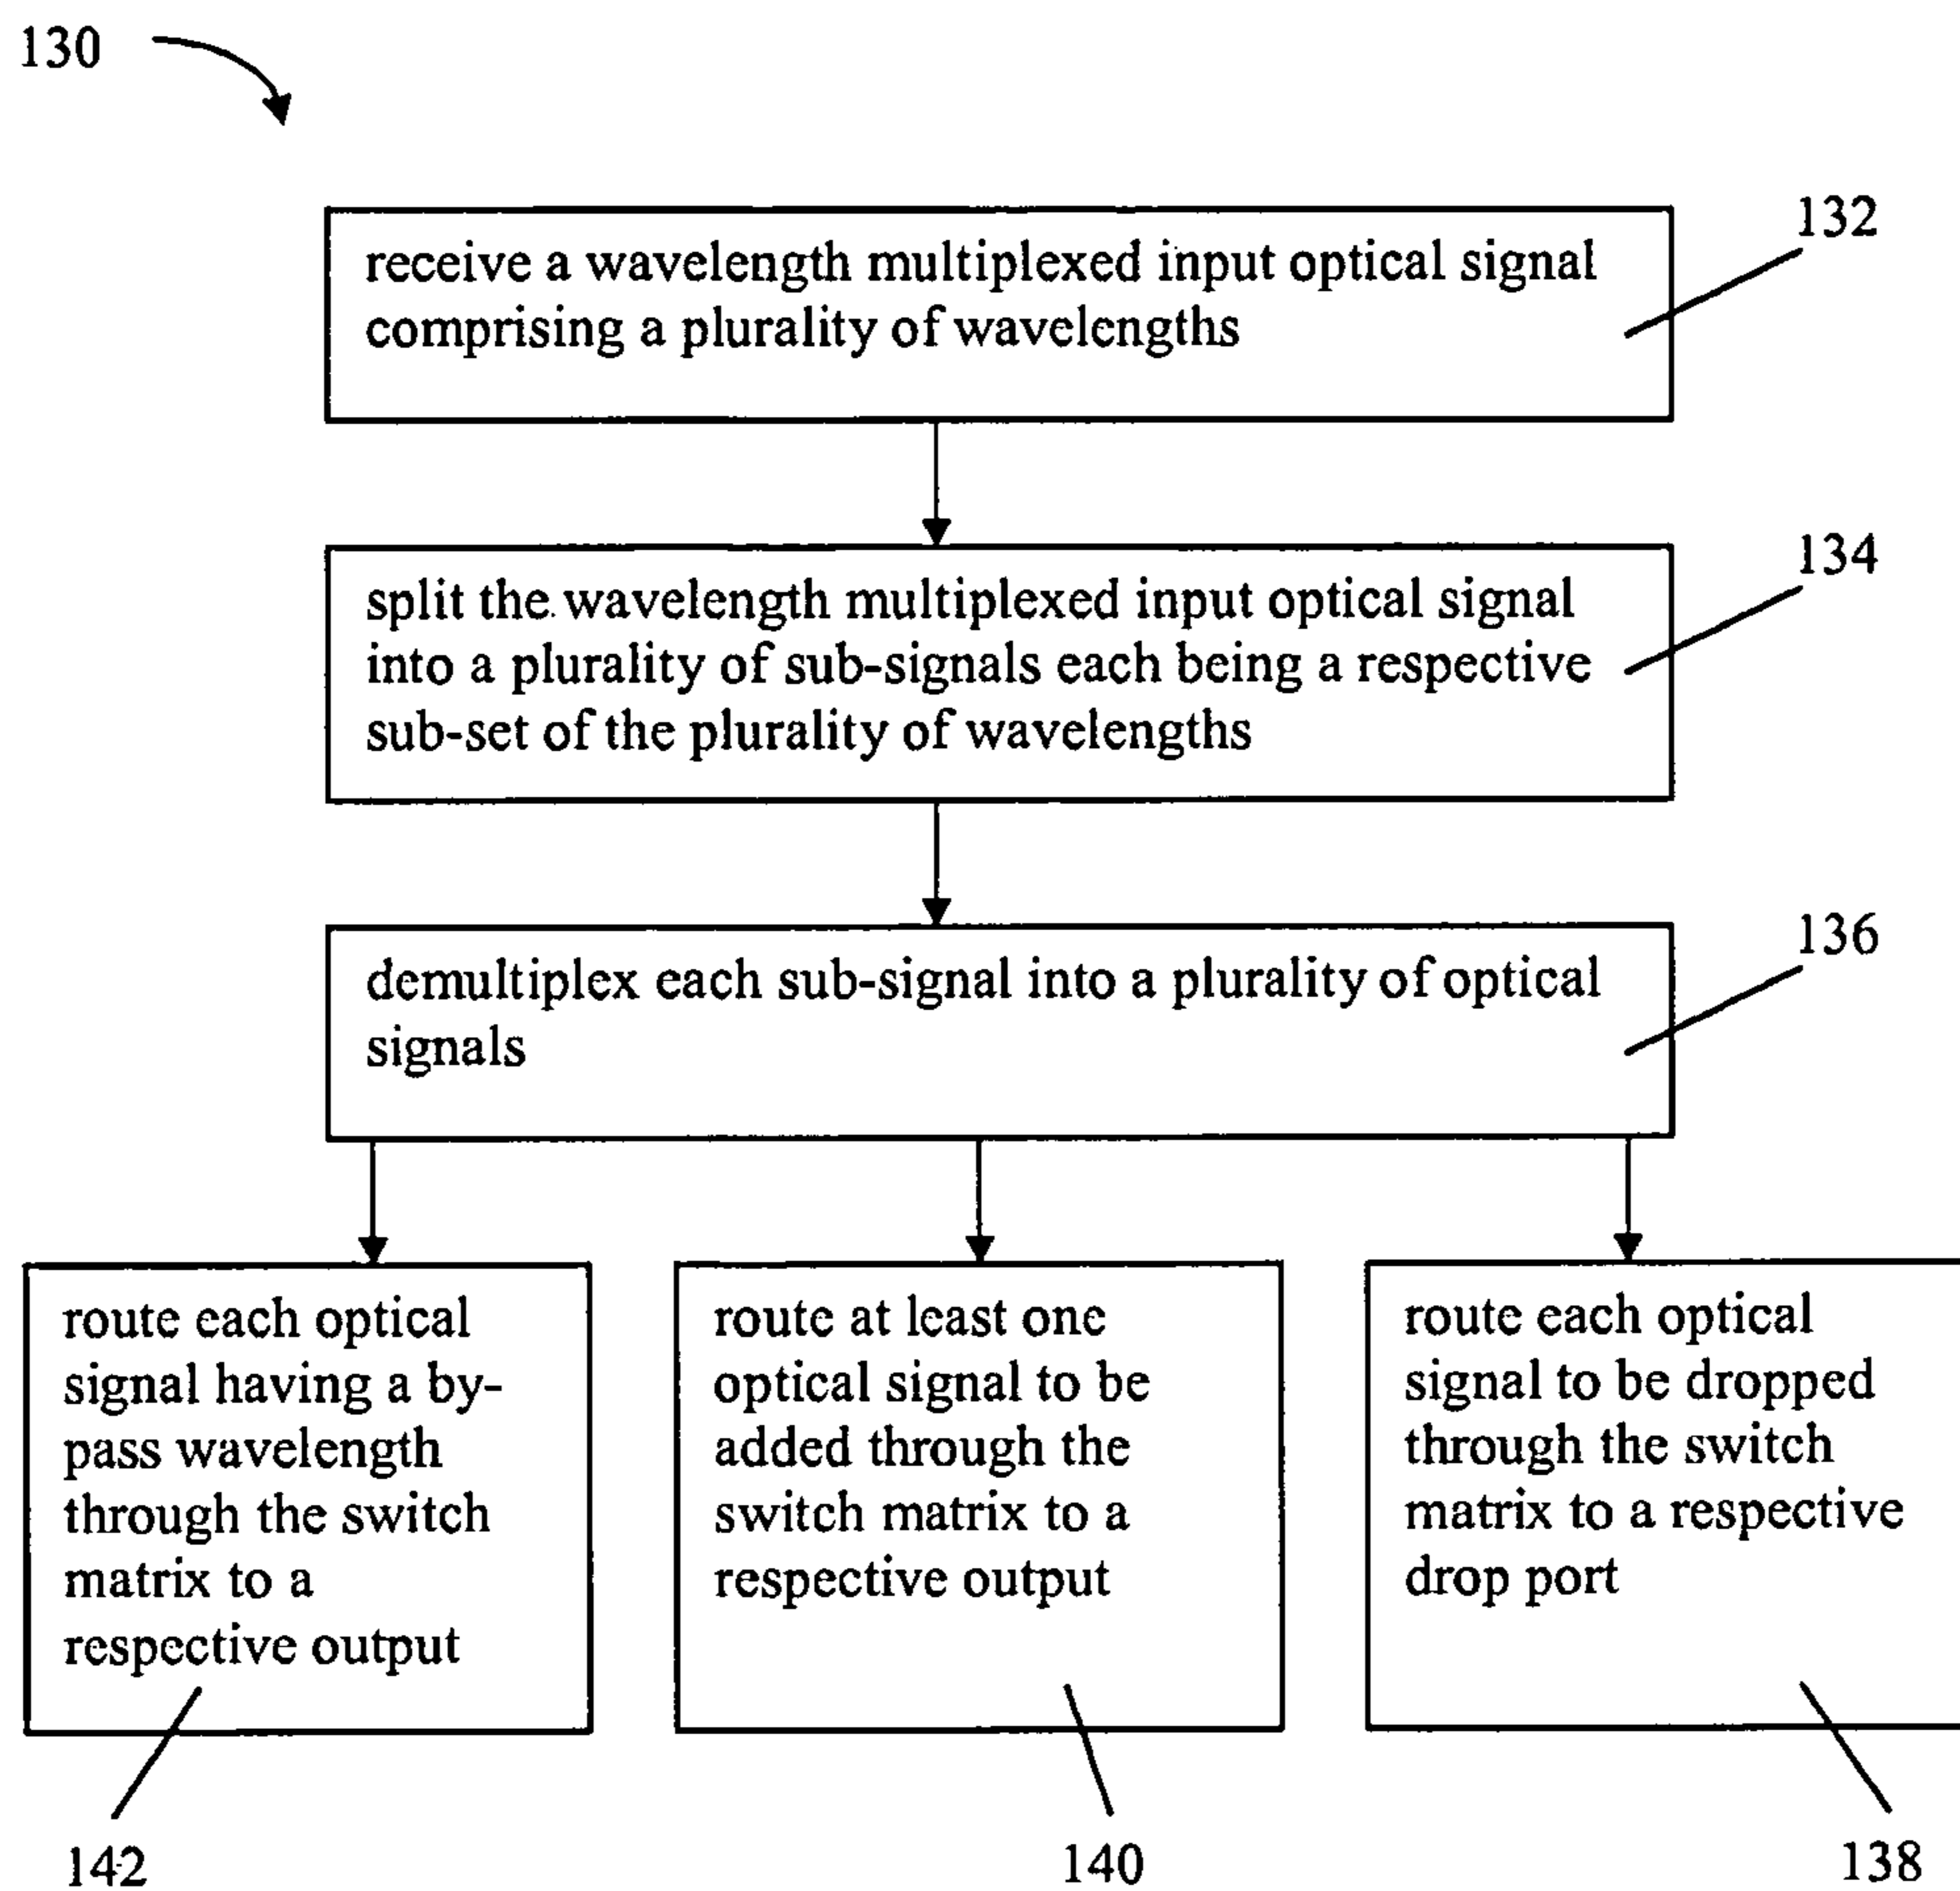 130
132
receive a wavelength multiplexed input optical signal
comprising a plurality of wavelengths
134
split the wavelength multiplexed input optical signal
into a plurality of sub-signals each being a respective
sub-set of the plurality of wavelengths
136
demultiplex each sub-signal into a plurality of optical
signals
route each optical
signal having a by-
pass wavelength
through the switch
matrix to a
respective output
route at least one
optical signal to be
added through the
switch matrix to a
respective output
route each optical
signal to be dropped
through the switch
matrix to a respective
drop port
142
140
138